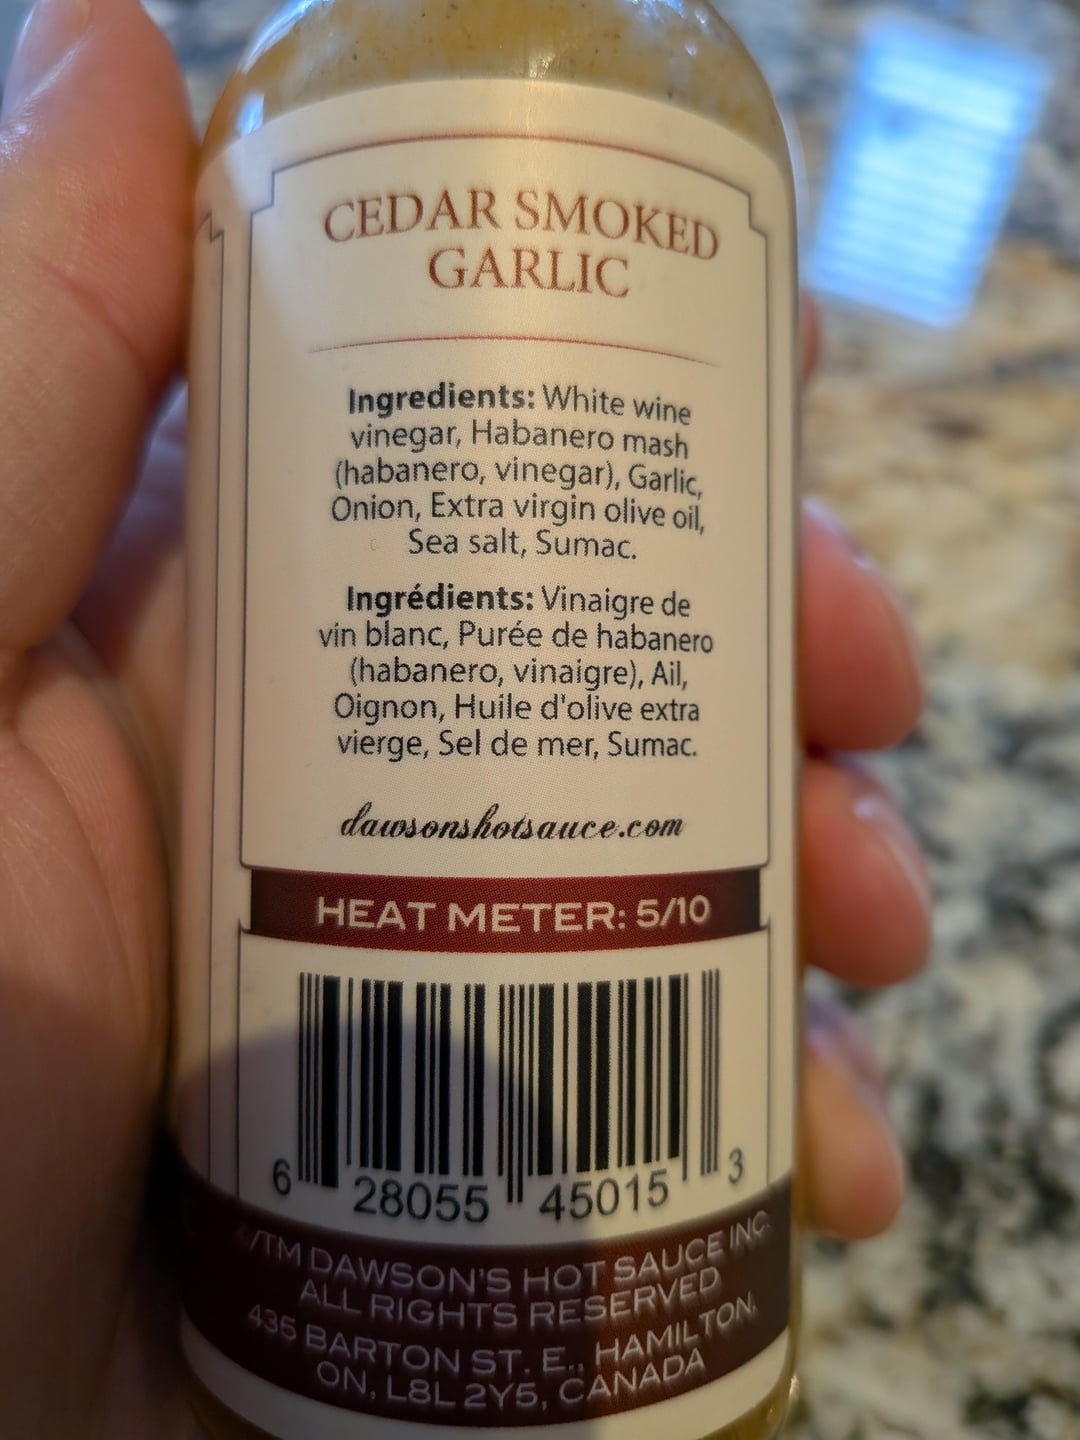 CEDAR SMOKED
GARLIC
Ingredients: White wine
vinegar, Habanero mash
(habanero, vinegar), Garlic,
Onion, Extra virgin olive oil,
Sea salt, Sumac.
Ingrédients: Vinaigre de
vin blanc, Purée de habanero
(habanero, vinaigre), Ail,
Oignon, Huile d'olive extra
vierge, Sel de mer, Sumac.
dawsonshotsauce.com
HEAT METER: 5/10
6 28055 45015 3
/TM DAWSON'S HOT SAUCE INC.
ALL RIGHTS RESERVED
435 BARTON ST. E., HAMILTON,
ON, L8L 2Y5, CANADA